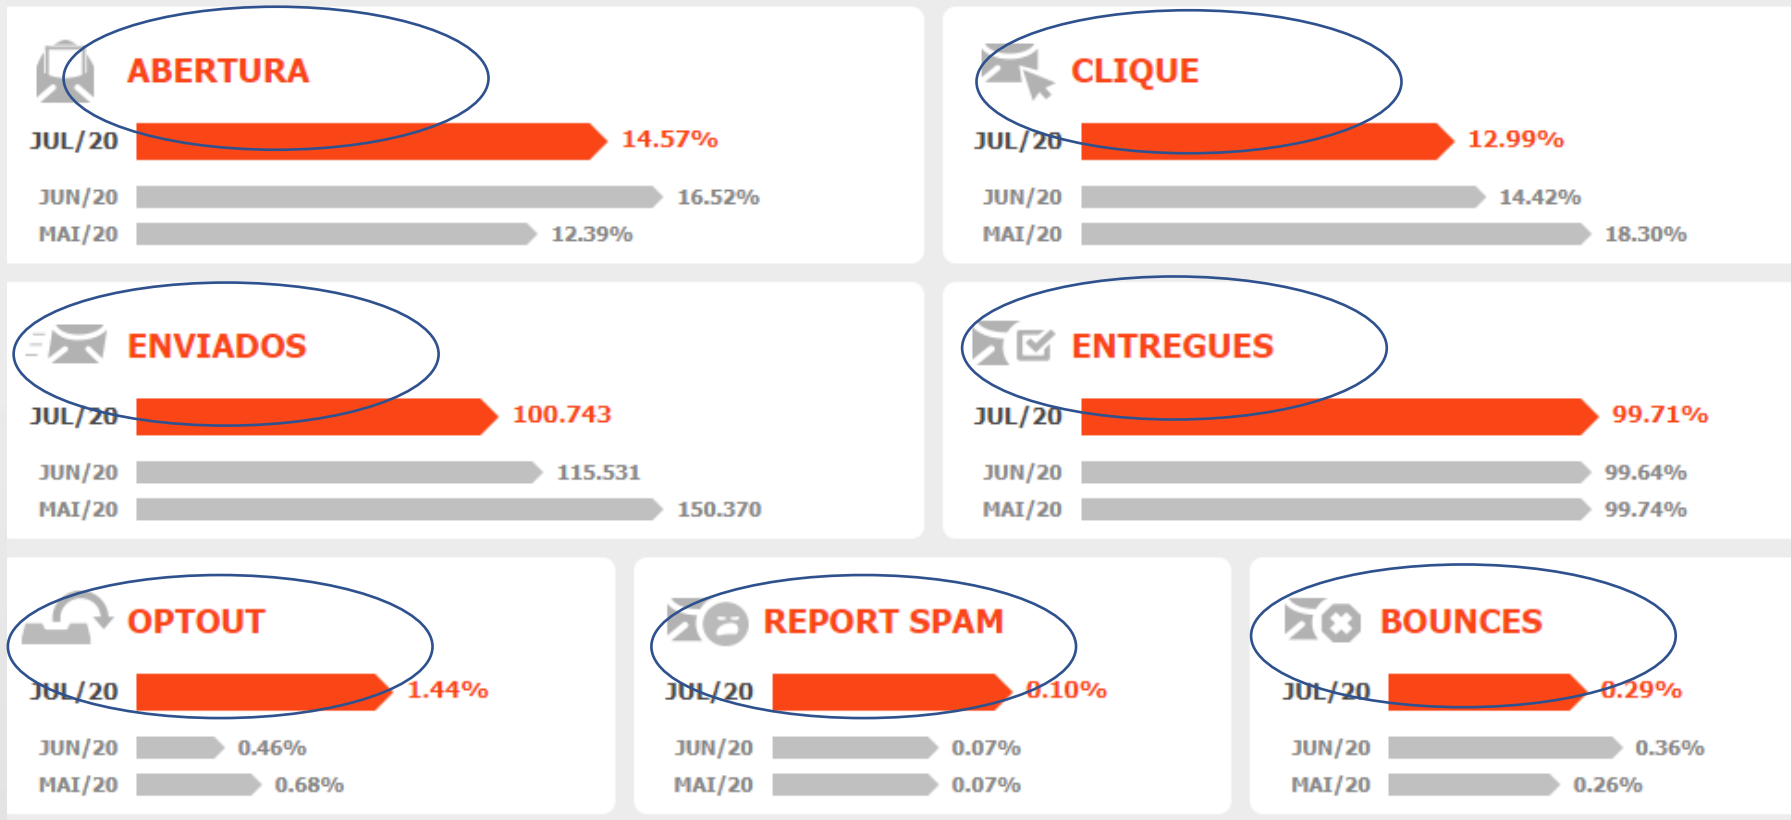 ABERTURA
JUL/20 14.57%
JUN/20 16.52%
MAI/20 12.39%
CLIQUE
JUL/20 12.99%
JUN/20 14.42%
MAI/20 18.30%
ENVIADOS
JUL/20 100.743
JUN/20 115.531
MAI/20 150.370
ENTREGUES
JUL/20 99.71%
JUN/20 99.64%
MAI/20 99.74%
OPTOUT
JUL/20 1.44%
JUN/20 0.46%
MAI/20 0.68%
REPORT SPAM
JUL/20 0.10%
JUN/20 0.07%
MAI/20 0.07%
BOUNCES
JUL/20 0.29%
JUN/20 0.36%
MAI/20 0.26%